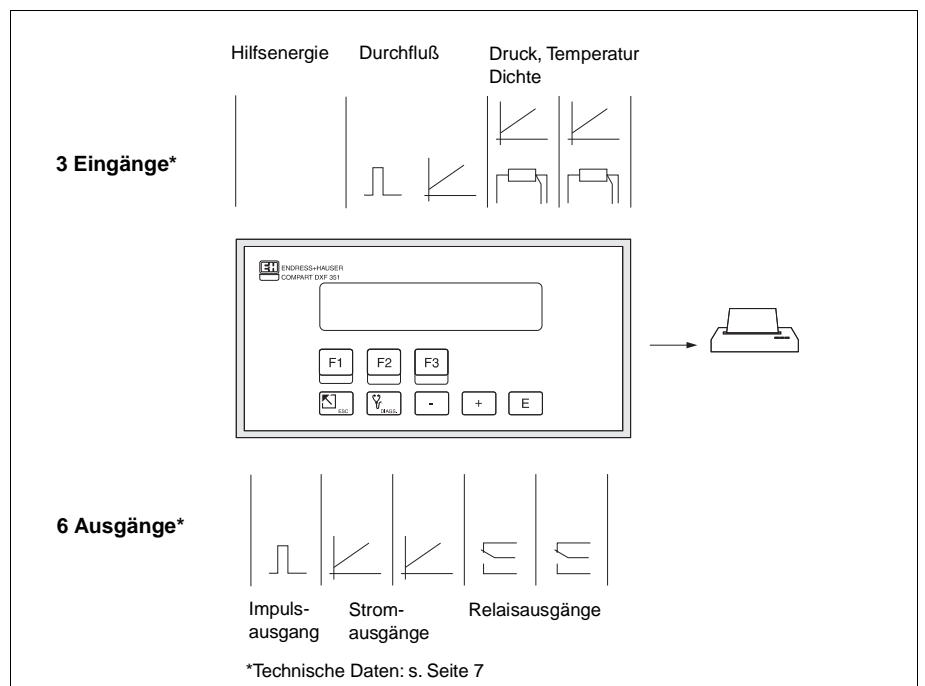 Hilfsenergie
Durchfluß
Druck, Temperatur
Dichte
3 Eingänge*
EH
ENDRESS+HAUSER
COMPART DXF 351
F1
F2
F3
ESC
DIAGS.
-
+
E
6 Ausgänge*
Impuls-
ausgang
Strom-
ausgänge
Relaisausgänge
*Technische Daten: s. Seite 7